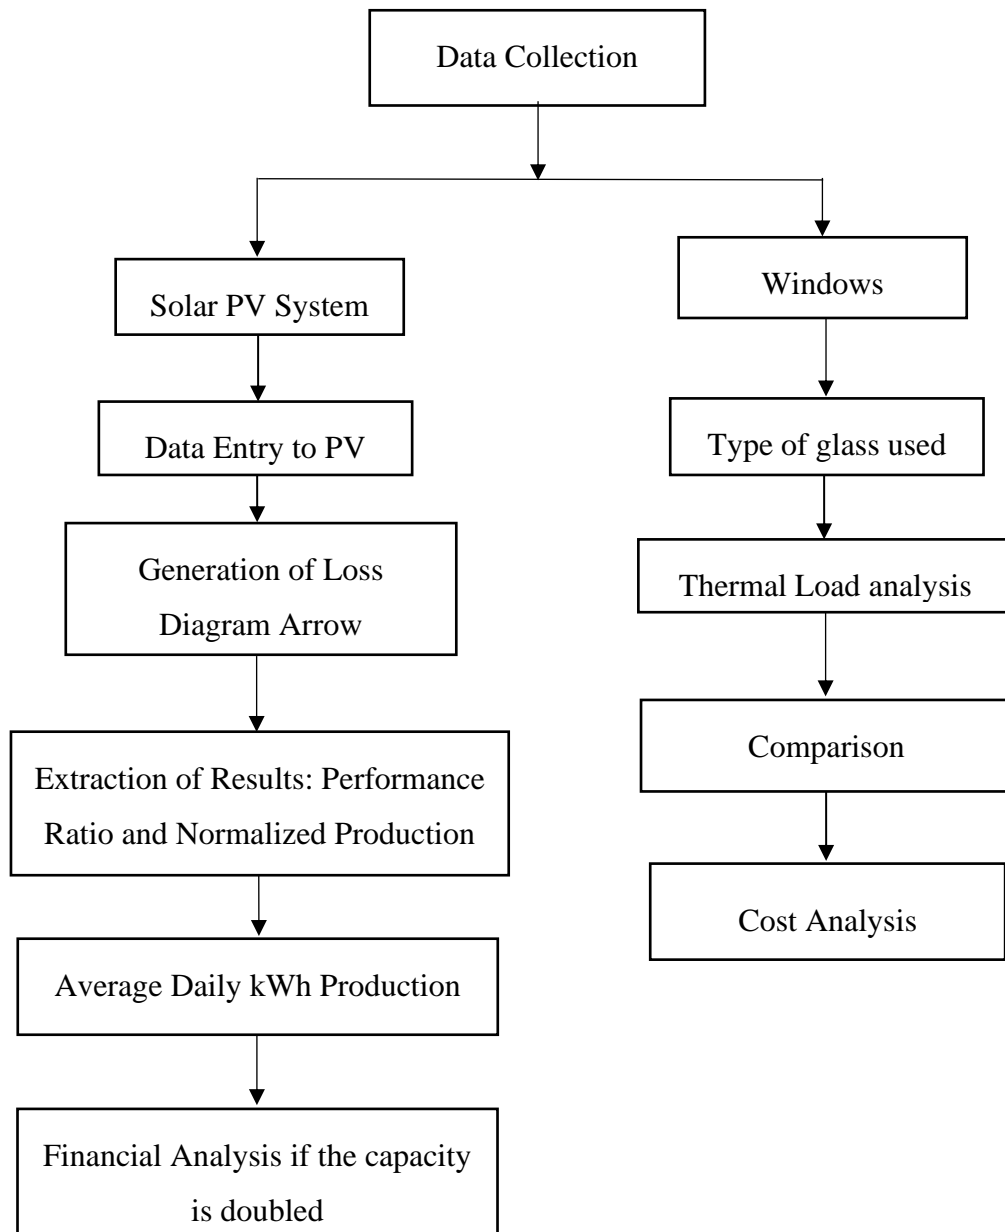 Data Collection
Solar PV System
Data Entry to PV
Generation of Loss
Diagram Arrow
Extraction of Results: Performance
Ratio and Normalized Production
Average Daily kWh Production
Financial Analysis if the capacity
is doubled
Windows
Type of glass used
Thermal Load analysis
Comparison
Cost Analysis